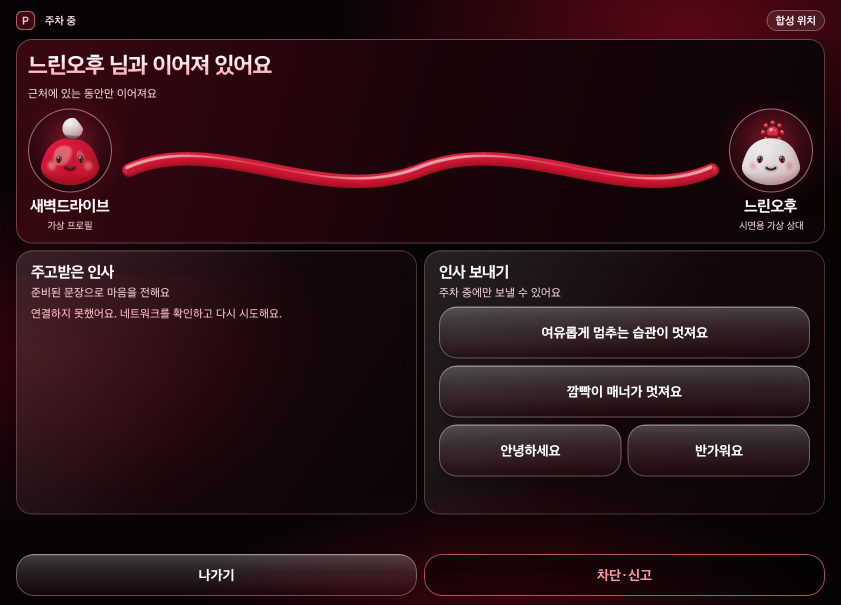 P 주차 중
합성 위치
느린오후 님과 이어져 있어요
근처에 있는 동안만 이어져요
새벽드라이브
가상 프로필
느린오후
시연용 가상 상대
주고받은 인사
준비된 문장으로 마음을 전해요
연결하지 못했어요. 네트워크를 확인하고 다시 시도해요.
인사 보내기
주차 중에만 보낼 수 있어요
여유롭게 멈추는 습관이 멋져요
깜빡이 매너가 멋져요
안녕하세요
반가워요
나가기
차단·신고